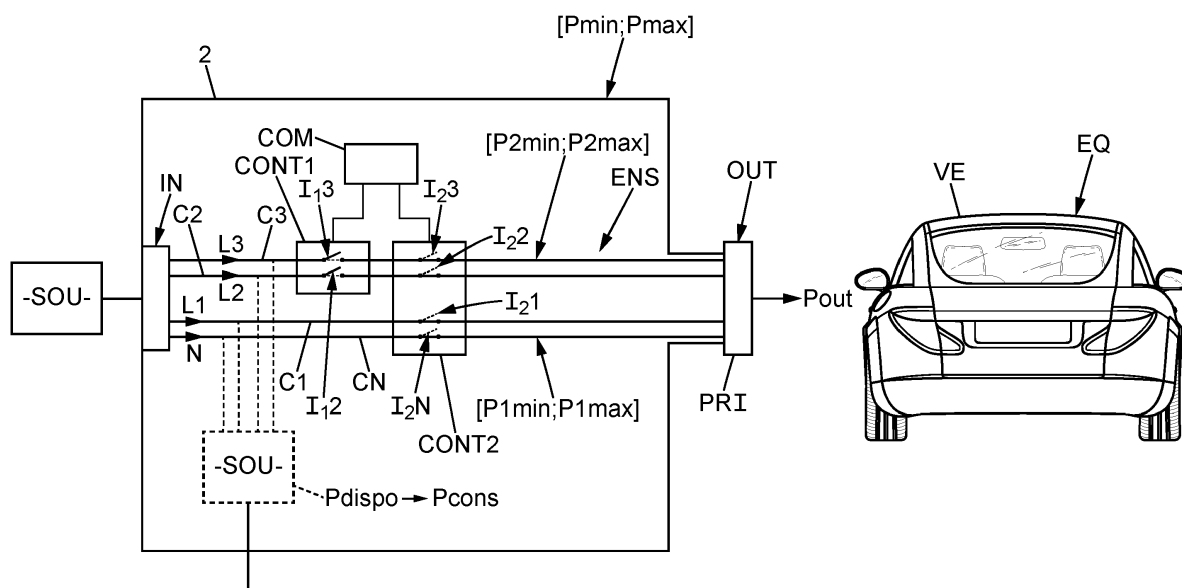 [Pmin;Pmax]
2
COM
CONT1
[P2min;P2max]
ENS
OUT
VE
EQ
IN
C2
C3
I₁3
I₂3
I₂2
L3
L2
-SOU-
L1
N
I₂1
Pout
C1
I₁2
CN
I₂N
[P1min;P1max]
CONT2
PRI
-SOU-
Pdispo
Pcons